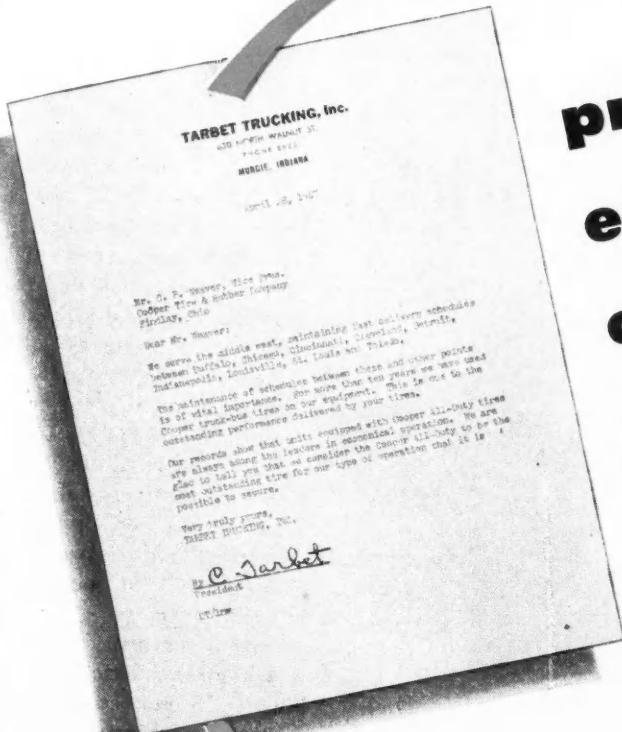 TARBET TRUCKING, Inc.
NORTH WALNUT ST.
PHONE
MUNCIE, INDIANA
April
Vice Pres.
Cooper Tire & Rubber Company
Findlay, Ohio
Dear Mr. Weaver:
We serve the middle west, maintaining fast delivery schedules
between Buffalo, Chicago, Cincinnati, Cleveland, Detroit,
Indianapolis, Louisville, St. Louis and Toledo.
The maintenance of schedules between these and other points
is of vital importance. For more than ten years we have used
Cooper truck-bus tires on our equipment. This is due to the
outstanding performance delivered by your tires.
Our records show that units equipped with Cooper All-Duty tires
are always among the leaders in economical operation. We are
glad to tell you that we consider the Cooper All-Duty to be the
most outstanding tire for our type of operation that it is
possible to secure.
Very truly yours,
TARBET TRUCKING, Inc.
By C Tarbet
President
pr
e